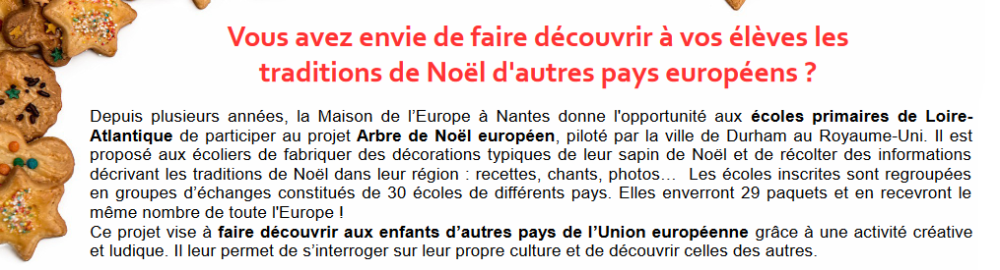 Vous avez envie de faire découvrir à vos élèves les
traditions de Noël d'autres pays européens ?
Depuis plusieurs années, la Maison de l’Europe à Nantes donne l'opportunité aux écoles primaires de Loire-
Atlantique de participer au projet Arbre de Noël européen, piloté par la ville de Durham au Royaume-Uni. Il est
proposé aux écoliers de fabriquer des décorations typiques de leur sapin de Noël et de récolter des informations
décrivant les traditions de Noël dans leur région : recettes, chants, photos… Les écoles inscrites sont regroupées
en groupes d’échanges constitués de 30 écoles de différents pays. Elles enverront 29 paquets et en recevront le
même nombre de toute l'Europe !
Ce projet vise à faire découvrir aux enfants d’autres pays de l’Union européenne grâce à une activité créative
et ludique. Il leur permet de s’interroger sur leur propre culture et de découvrir celles des autres.